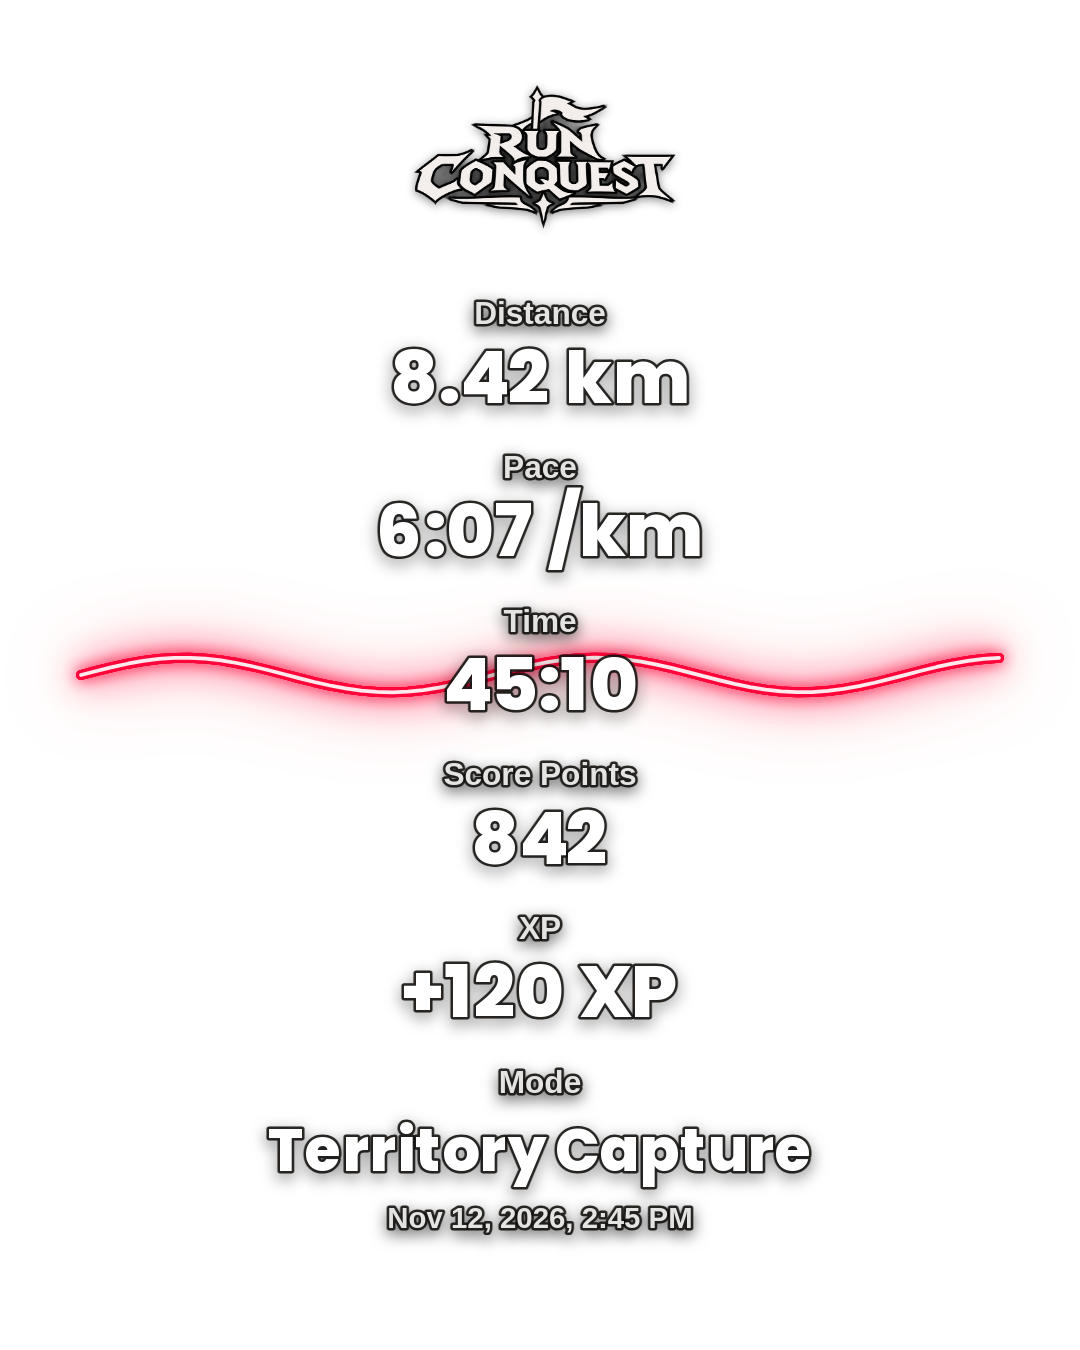 RUN
CONQUEST
Distance
8.42 km
Pace
6:07 /km
Time
45:10
Score Points
842
XP
+120 XP
Mode
Territory Capture
Nov 12, 2026, 2:45 PM